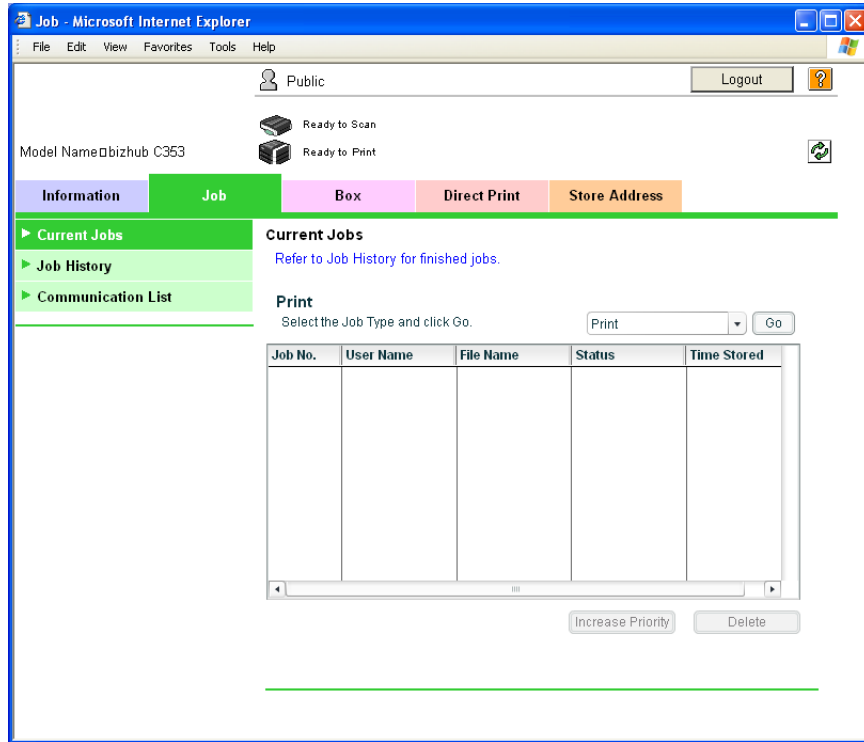 Job - Microsoft Internet Explorer
File Edit View Favorites Tools Help
Public
Logout
?
Ready to Scan
Model Name□bizhub C353
Ready to Print
Information Job Box Direct Print Store Address
Current Jobs
Job History
Communication List
Current Jobs
Refer to Job History for finished jobs.
Print
Select the Job Type and click Go.
Print
Go
Job No. User Name File Name Status Time Stored
Increase Priority Delete